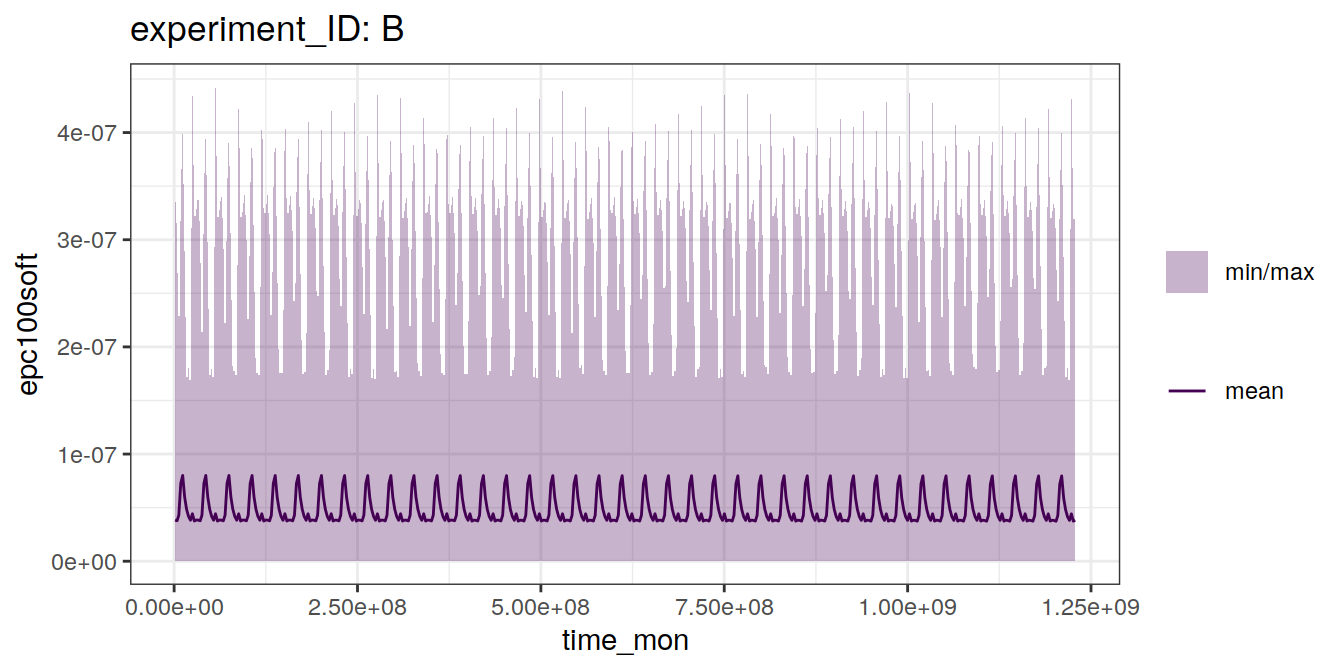 experiment_ID: B
epc100soft
4e-07
3e-07
2e-07
1e-07
0e+00
0.00e+00 2.50e+08 5.00e+08 7.50e+08 1.00e+09 1.25e+09
time_mon
min/max
mean